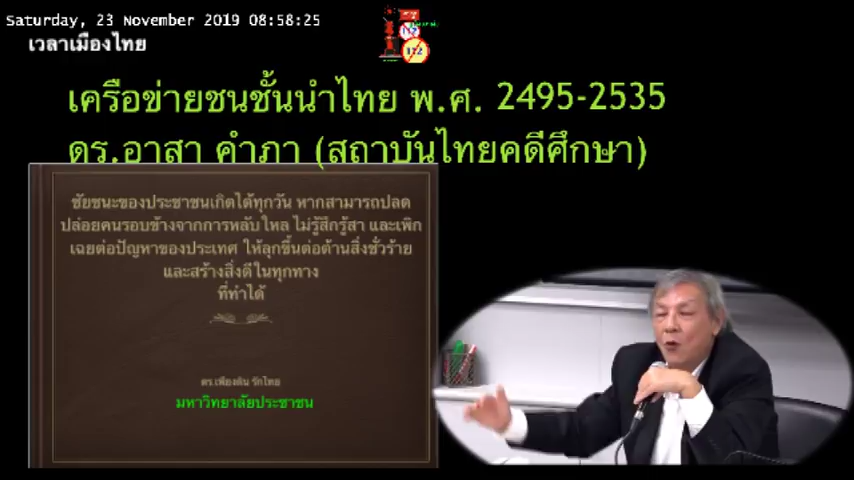 Saturday, 23 November 2019 08:58:25
เวลาเมืองไทย
112
เครือข่ายชนชั้นนำไทย พ.ศ. 2495-2535
ดร.อาสา คำภา (สถาบันไทยคดีศึกษา)
ชัยชนะของประชาชนเกิดได้ทุกวัน หากสามารถปลด
ปล่อยคนรอบข้างจากการหลับใหล ไม่รู้สึกรู้สา และเพิก
เฉยต่อปัญหาของประเทศ ให้ลุกขึ้นต่อต้านสิ่งชั่วร้าย
และสร้างสิ่งดีในทุกทาง
ที่ทำได้
ดร.เพียงดิน รักไทย
มหาวิทยาลัยประชาชน